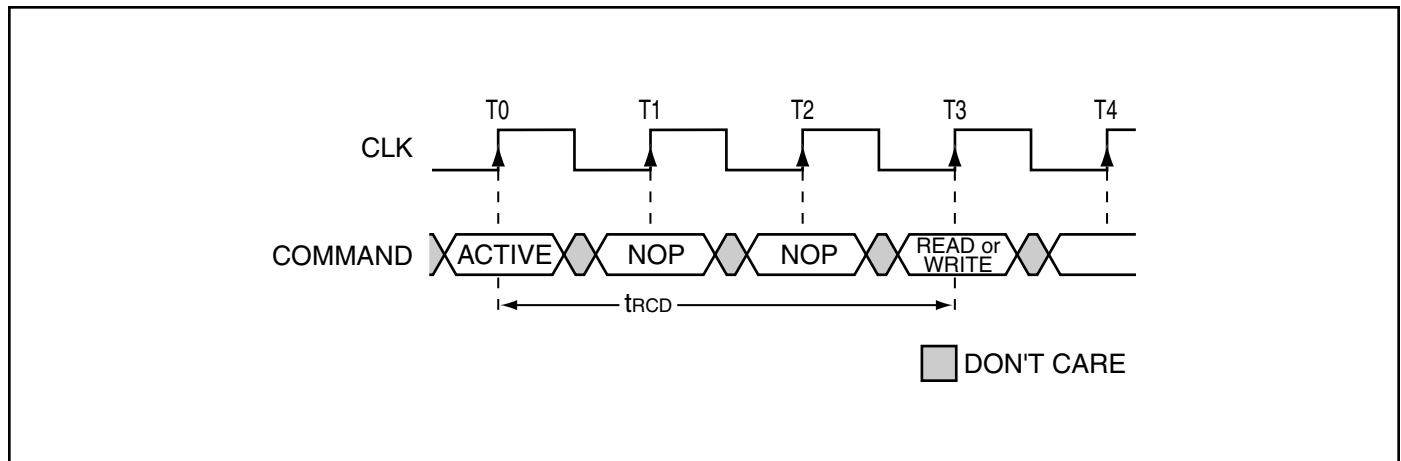 T0 T1 T2 T3 T4
CLK
COMMAND ACTIVE NOP NOP READ or
WRITE
tRCD
DON'T CARE